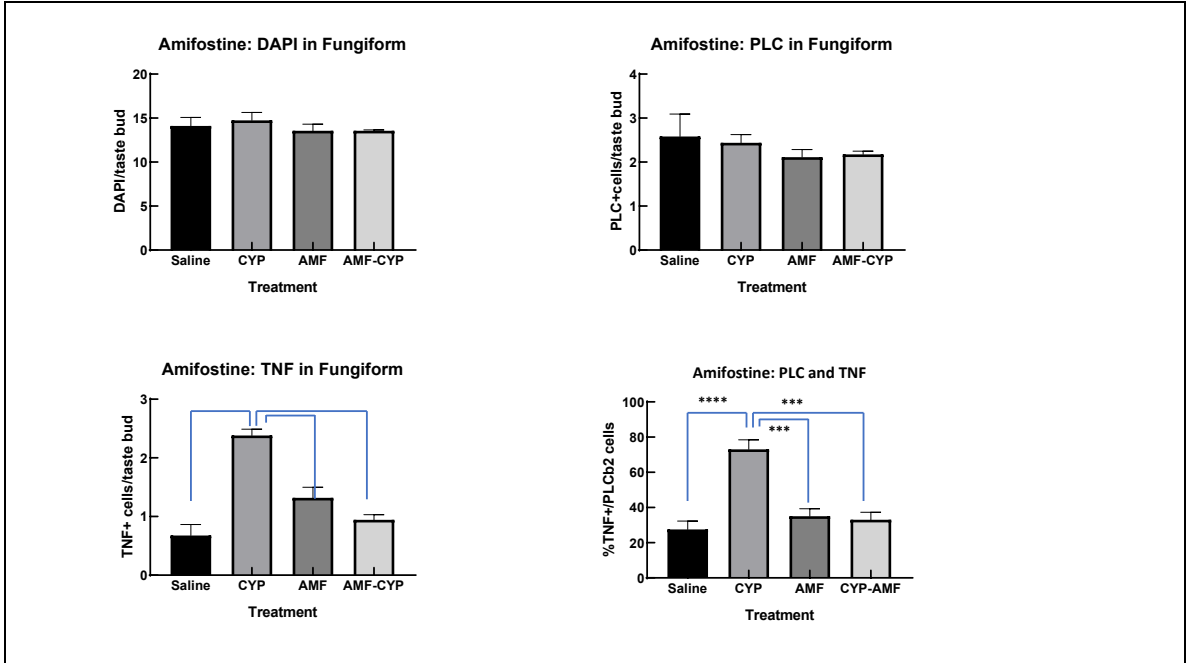 Amifostine: DAPI in Fungiform
DAPI/taste bud
20
15
10
5
0
Saline CYP AMF AMF-CYP
Treatment
Amifostine: PLC in Fungiform
PLC+cells/taste bud
4
3
2
1
0
Saline CYP AMF AMF-CYP
Treatment
Amifostine: TNF in Fungiform
TNF+ cells/taste bud
3
2
1
0
Saline CYP AMF AMF-CYP
Treatment
Amifostine: PLC and TNF
%TNF+/PLCb2 cells
100
80
60
40
20
0
**** ***
***
Saline CYP AMF CYP-AMF
Treatment